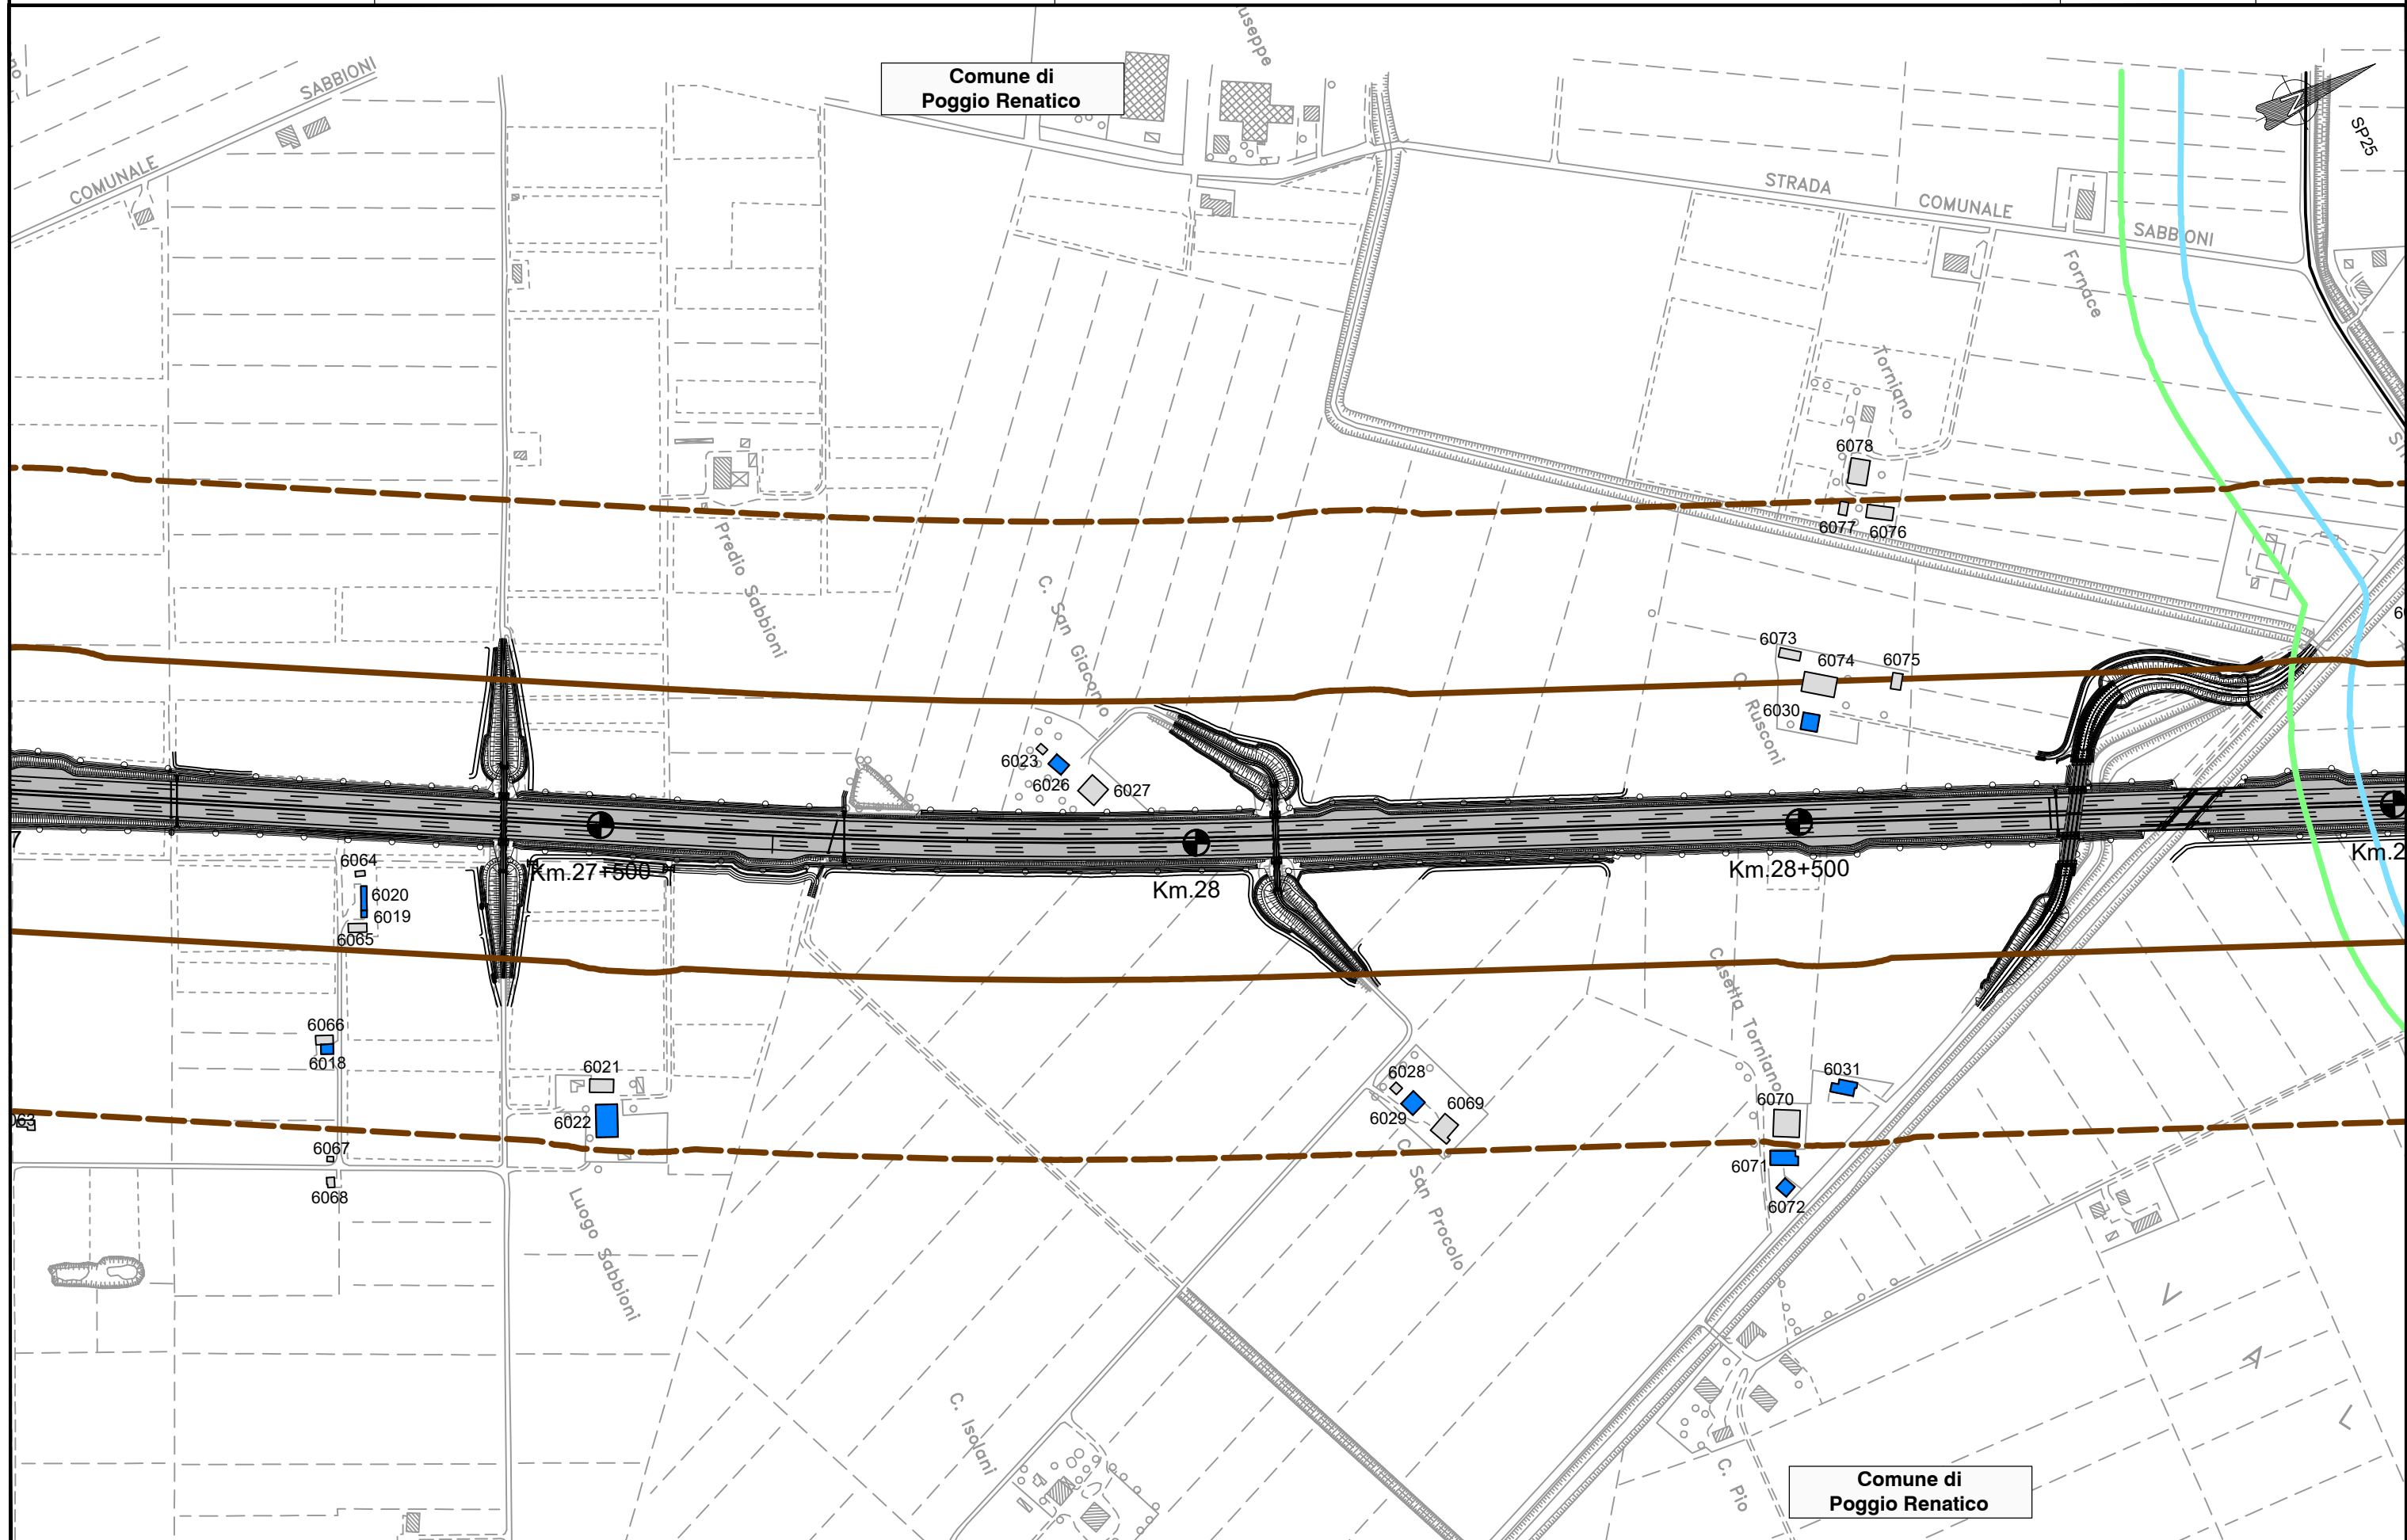 Comune di
Poggio Renatico
SABBIONI
COMUNALE
STRADA
COMUNALE
SABBIONI
SP25
Fornace
Torniano
6078
6077
6076
Predio Sabbioni
C. San Giacomo
6073
6074
6075
6030
C. Rusconi
6023
6026
6027
Km.27+500
Km.28
Km.28+500
6064
6020
6019
6065
6066
6018
6021
6022
6067
6068
Luogo Sabbioni
6028
6029
6069
C. San Procolo
Casetta Torniano
6031
6070
6071
6072
C. Isolani
C. Pio
V
A
L
Comune di
Poggio Renatico